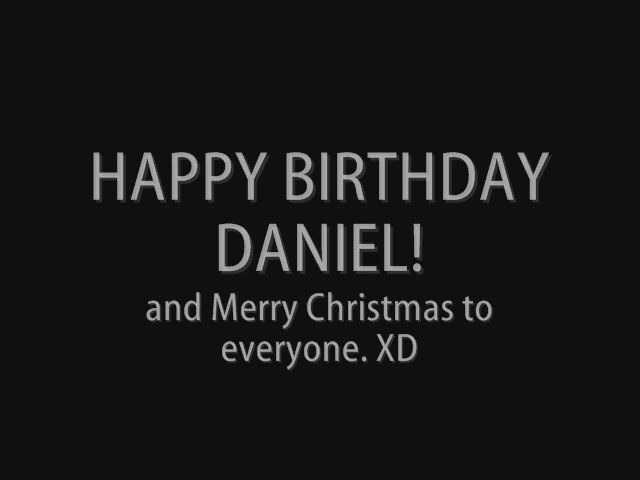 HAPPY BIRTHDAY
DANIEL!
and Merry Christmas to
everyone. XD